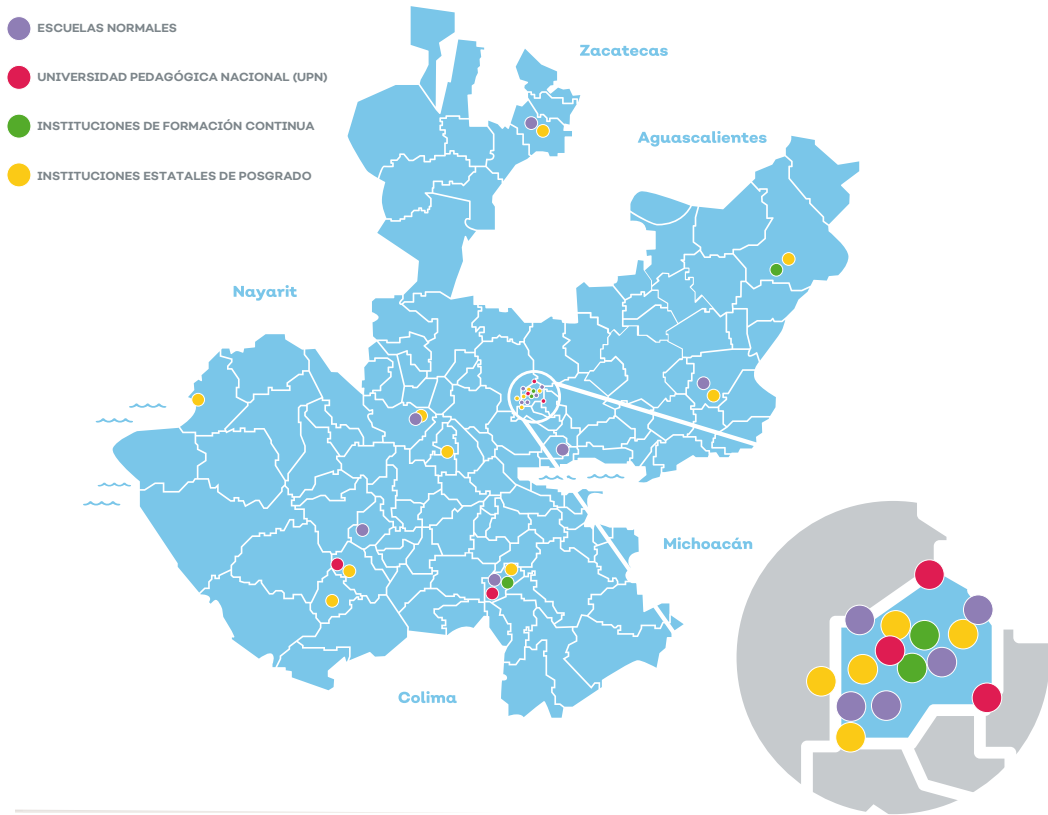 ESCUELAS NORMALES
UNIVERSIDAD PEDAGÓGICA NACIONAL (UPN)
INSTITUCIONES DE FORMACIÓN CONTINUA
INSTITUCIONES ESTATALES DE POSGRADO
Zacatecas
Aguascalientes
Nayarit
Michoacán
Colima